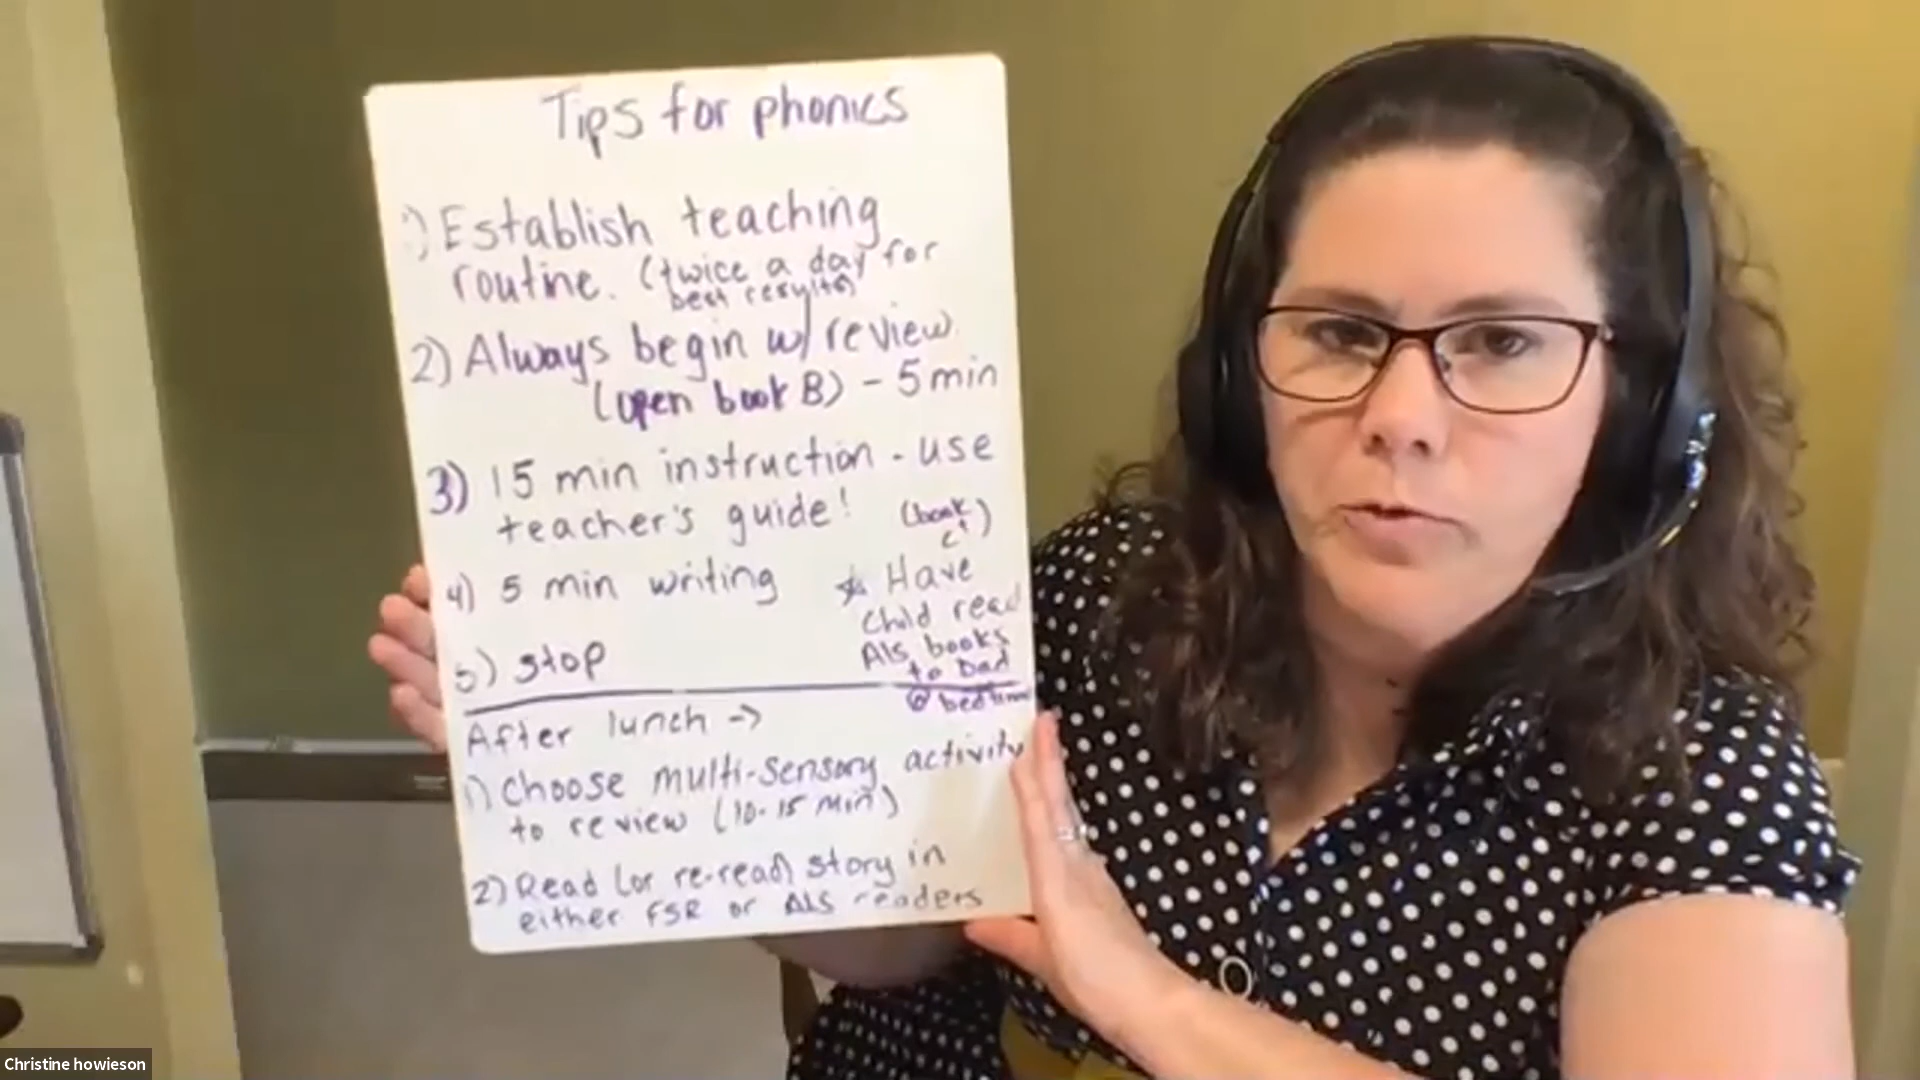 Tips for phonics
1) Establish teaching
routine. (twice a day for
best results)
2) Always begin w/ review
(open book B) - 5 min
3) 15 min instruction - use
teacher's guide! (book
C)
4) 5 min writing
☆ Have
child read
Als books
to Dad
@ bedtime
5) stop
After lunch ->
1) Choose multi-sensory activity
to review (10-15 min)
2) Read (or re-read) story in
either FSR or ALS readers
Christine howieson